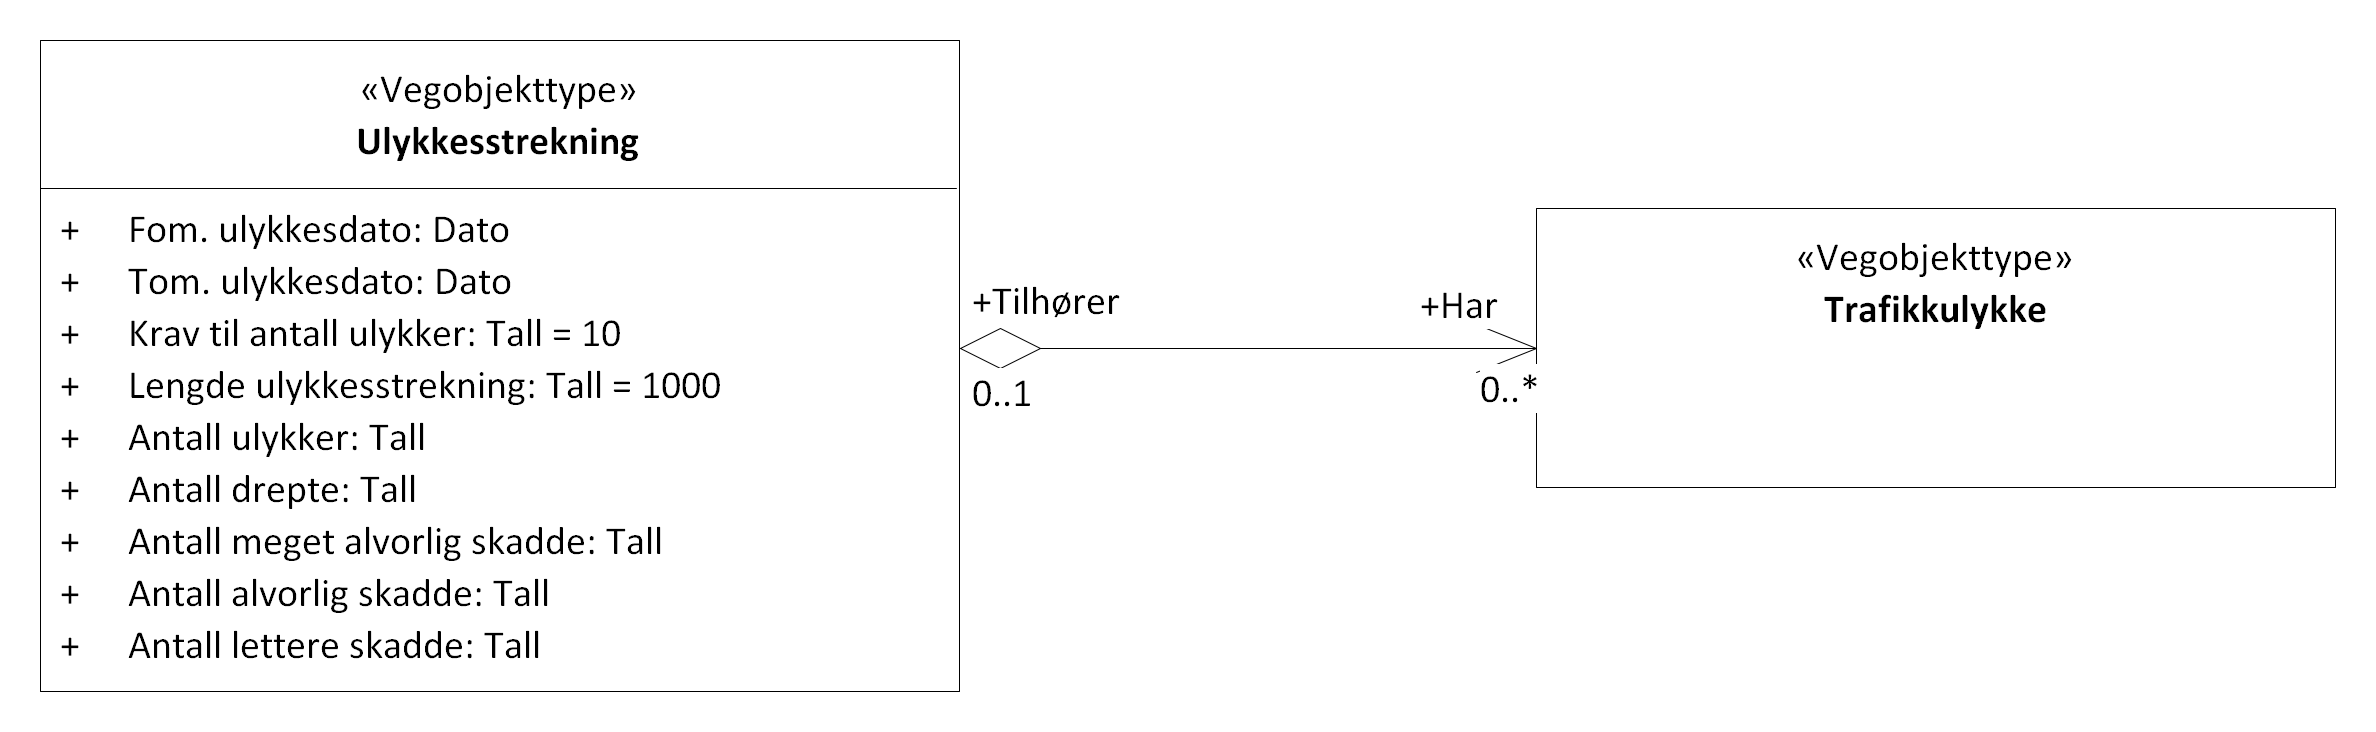 «Vegobjekttype»
Ulykkesstrekning
+ Fom. ulykkesdato: Dato
+ Tom. ulykkesdato: Dato
+ Krav til antall ulykker: Tall = 10
+ Lengde ulykkesstrekning: Tall = 1000
+ Antall ulykker: Tall
+ Antall drepte: Tall
+ Antall meget alvorlig skadde: Tall
+ Antall alvorlig skadde: Tall
+ Antall lettere skadde: Tall
+Tilhører
0..1
+Har
0..*
«Vegobjekttype»
Trafikkulykke